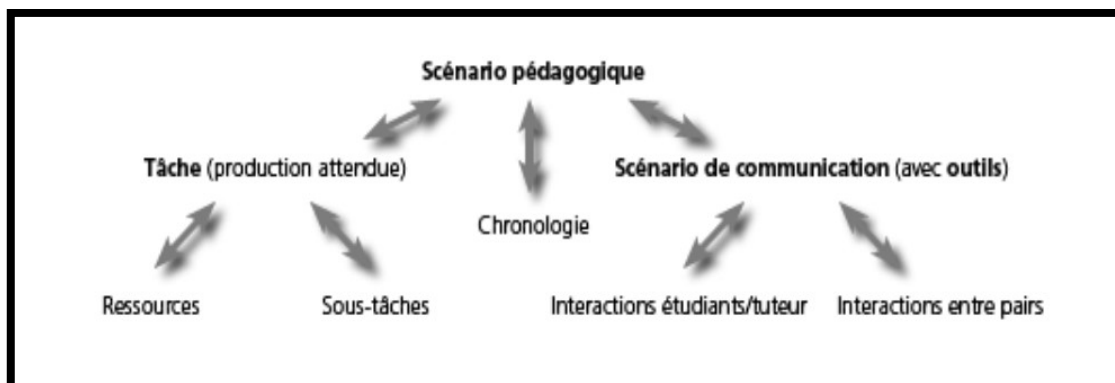 Scénario pédagogique
Tâche (production attendue)
Scénario de communication (avec outils)
Chronologie
Ressources
Sous-tâches
Interactions étudiants/tuteur
Interactions entre pairs